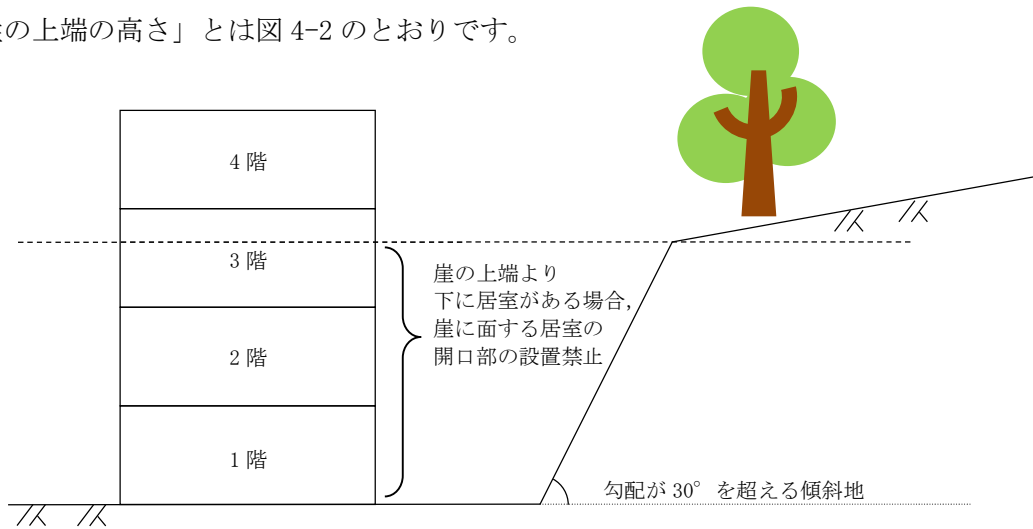 の上端の高さ」とは図 4-2 のとおりです。
4 階
3 階
崖の上端より
下に居室がある場合,
崖に面する居室の
開口部の設置禁止
2 階
1 階
勾配が 30° を超える傾斜地